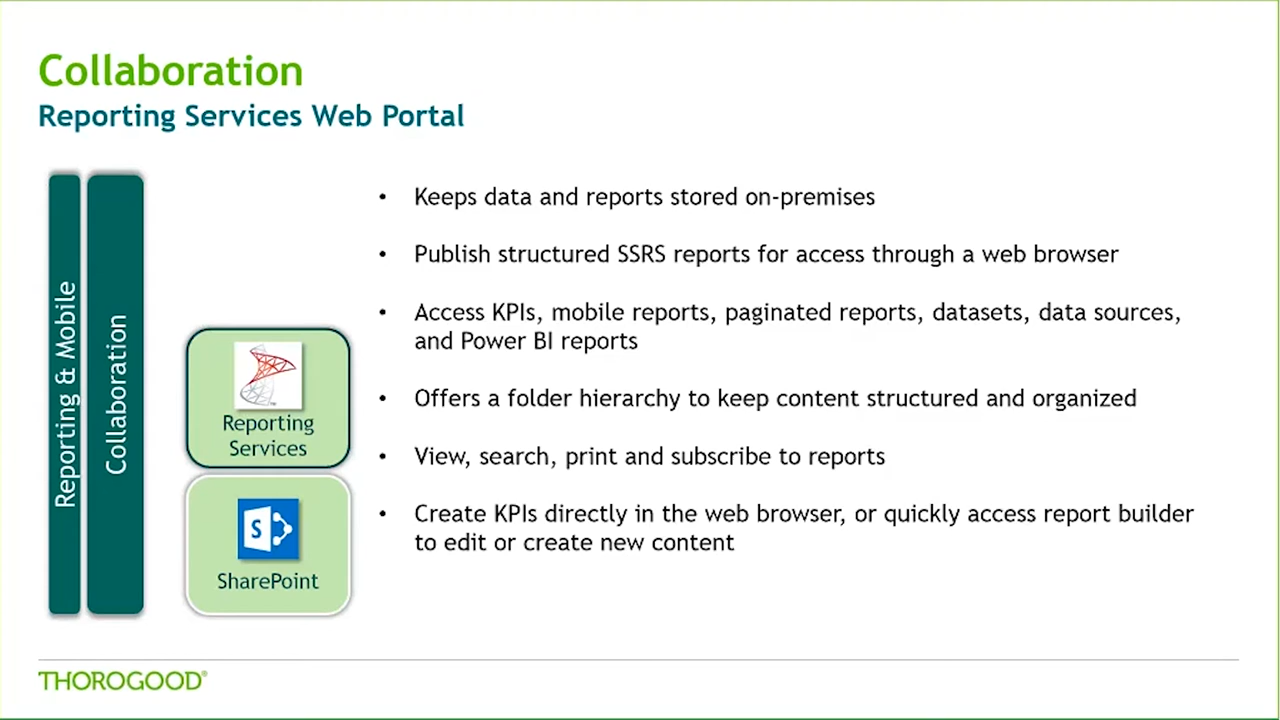 Collaboration
Reporting Services Web Portal
Reporting & Mobile
Collaboration
Reporting
Services
S
SharePoint
• Keeps data and reports stored on-premises
• Publish structured SSRS reports for access through a web browser
• Access KPIs, mobile reports, paginated reports, datasets, data sources,
and Power BI reports
• Offers a folder hierarchy to keep content structured and organized
• View, search, print and subscribe to reports
• Create KPIs directly in the web browser, or quickly access report builder
to edit or create new content
THOROGOOD®